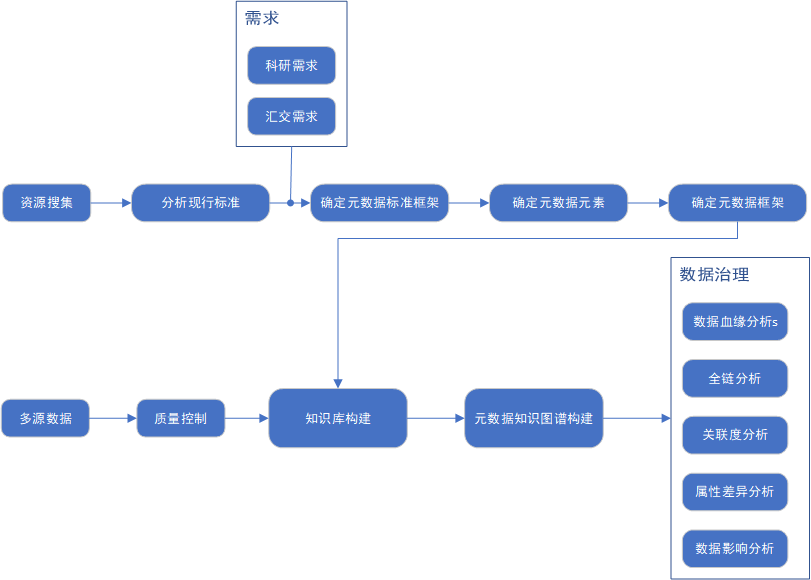 需求
科研需求
汇交需求
资源搜集
分析现行标准
确定元数据标准框架
确定元数据元素
确定元数据框架
数据治理
数据血缘分析s
全链分析
关联度分析
属性差异分析
数据影响分析
多源数据
质量控制
知识库构建
元数据知识图谱构建